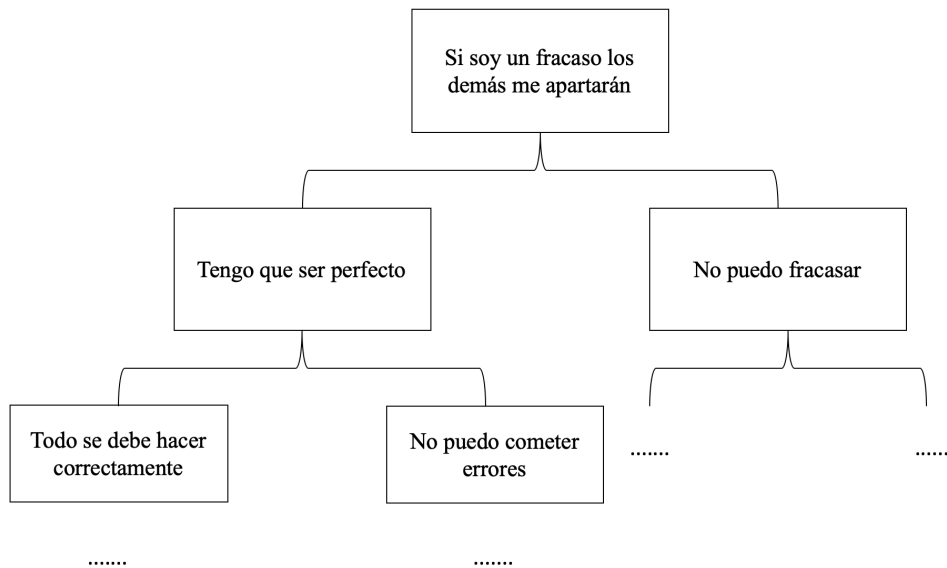 Si soy un fracaso los
demás me apartarán
Tengo que ser perfecto
No puedo fracasar
Todo se debe hacer
correctamente
No puedo cometer
errores
.......
.......
.......
.......